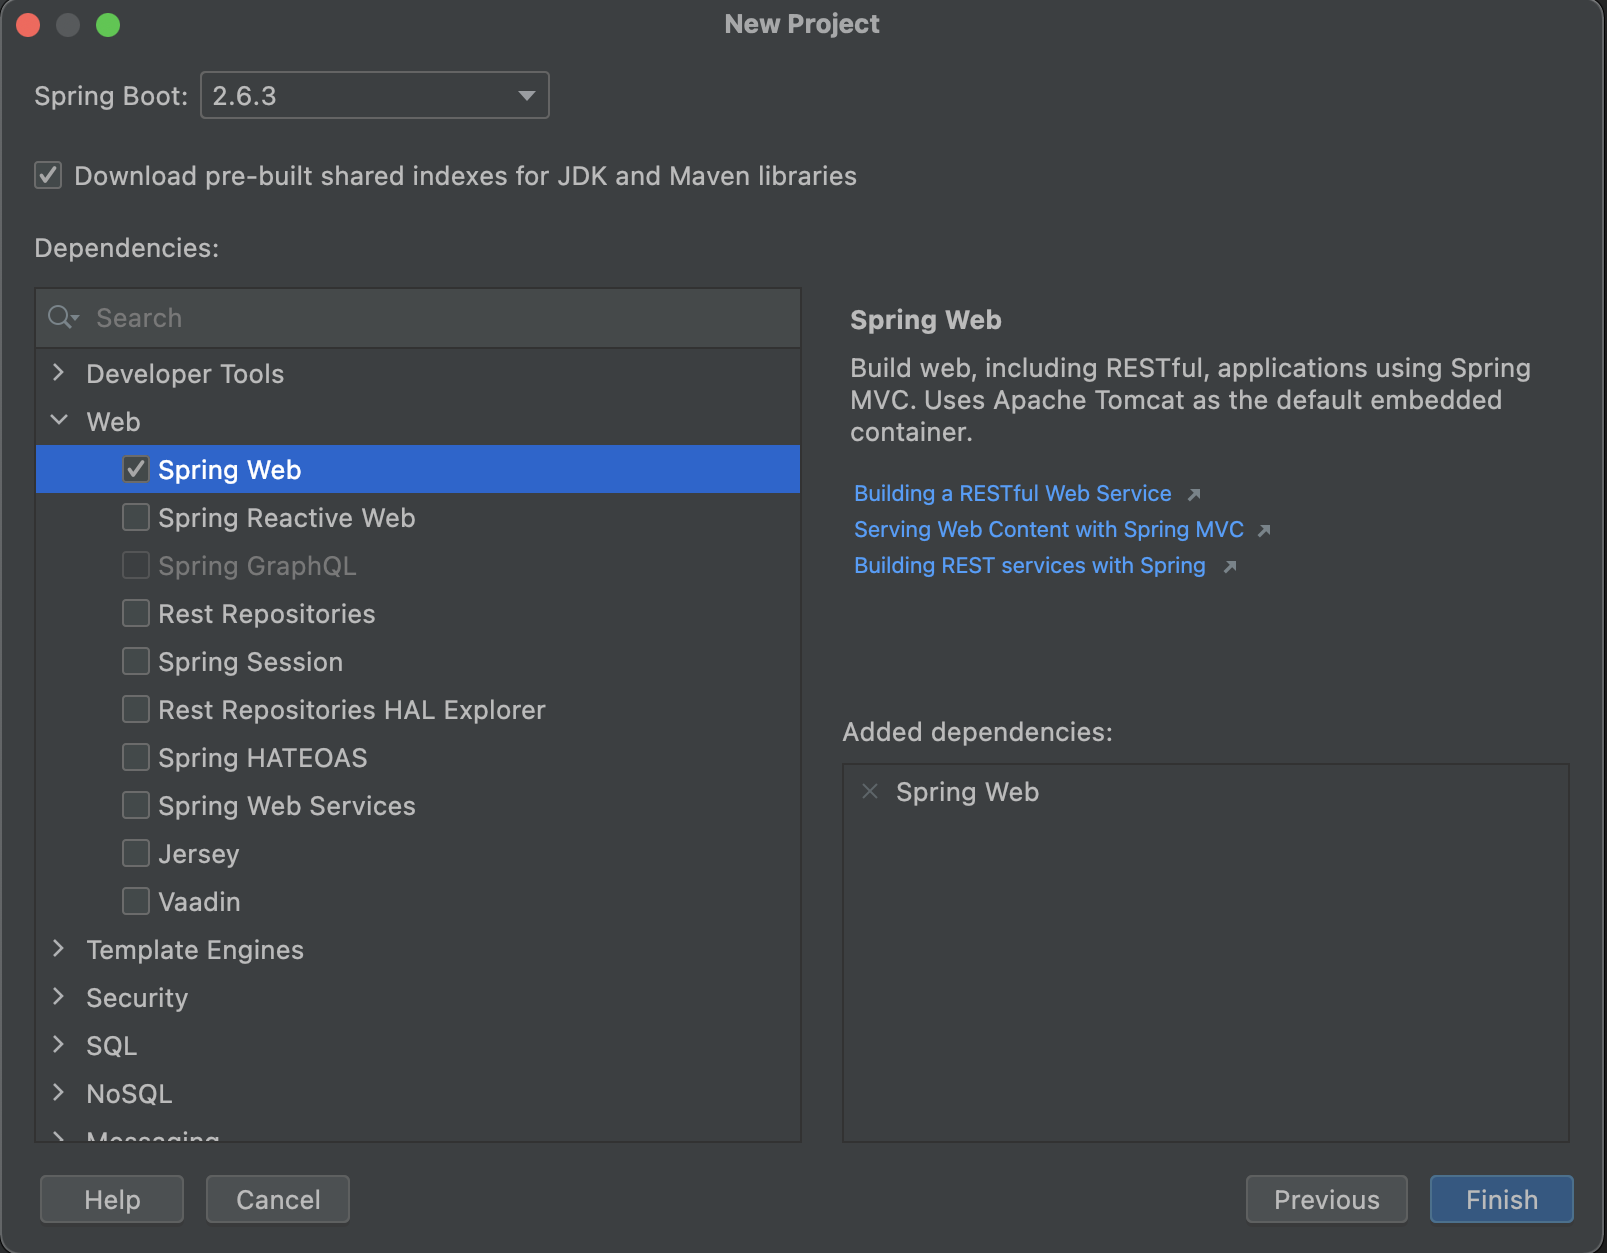 New Project
Spring Boot: 2.6.3
Download pre-built shared indexes for JDK and Maven libraries
Dependencies:
Search
Developer Tools
Web
Spring Web
Spring Reactive Web
Spring GraphQL
Rest Repositories
Spring Session
Rest Repositories HAL Explorer
Spring HATEOAS
Spring Web Services
Jersey
Vaadin
Template Engines
Security
SQL
NoSQL
Messaging
Spring Web
Build web, including RESTful, applications using Spring
MVC. Uses Apache Tomcat as the default embedded
container.
Building a RESTful Web Service
Serving Web Content with Spring MVC
Building REST services with Spring
Added dependencies:
Spring Web
Help Cancel Previous Finish